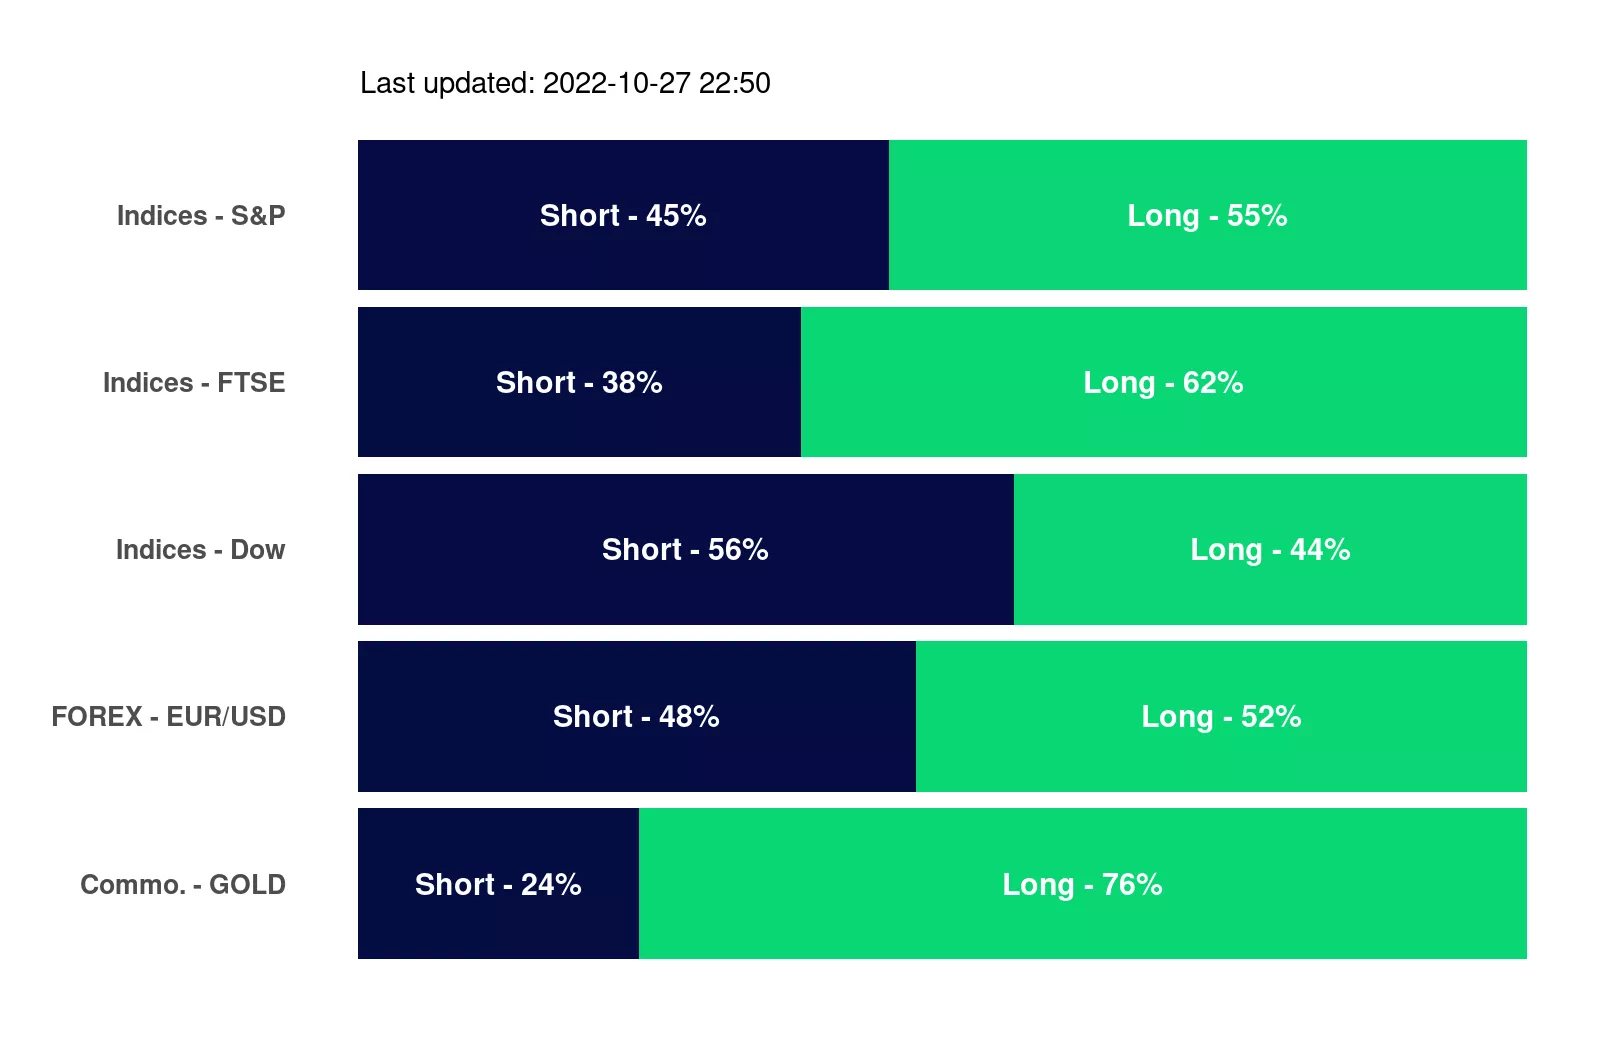 Last updated: 2022-10-27 22:50
Indices - S&P Short - 45% Long - 55%
Indices - FTSE Short - 38% Long - 62%
Indices - Dow Short - 56% Long - 44%
FOREX - EUR/USD Short - 48% Long - 52%
Commo. - GOLD Short - 24% Long - 76%